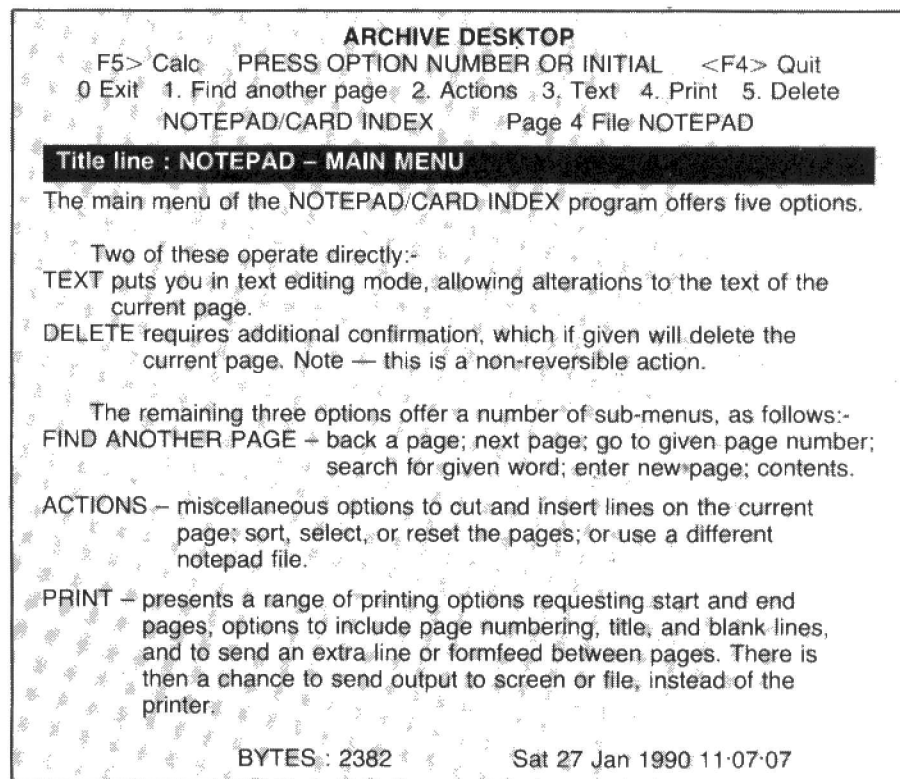 ARCHIVE DESKTOP
F5> Calc PRESS OPTION NUMBER OR INITIAL <F4> Quit
0 Exit 1. Find another page 2. Actions 3. Text 4. Print 5. Delete
NOTEPAD/CARD INDEX Page 4 File NOTEPAD
Title line : NOTEPAD – MAIN MENU
The main menu of the NOTEPAD/CARD INDEX program offers five options.
Two of these operate directly:-
TEXT puts you in text editing mode, allowing alterations to the text of the
current page.
DELETE requires additional confirmation, which if given will delete the
current page. Note — this is a non-reversible action.
The remaining three options offer a number of sub-menus, as follows:-
FIND ANOTHER PAGE – back a page; next page; go to given page number;
search for given word; enter new page; contents.
ACTIONS – miscellaneous options to cut and insert lines on the current
page; sort, select, or reset the pages; or use a different
notepad file.
PRINT – presents a range of printing options requesting start and end
pages, options to include page numbering, title, and blank lines,
and to send an extra line or formfeed between pages. There is
then a chance to send output to screen or file, instead of the
printer.
BYTES : 2382 Sat 27 Jan 1990 11·07·07